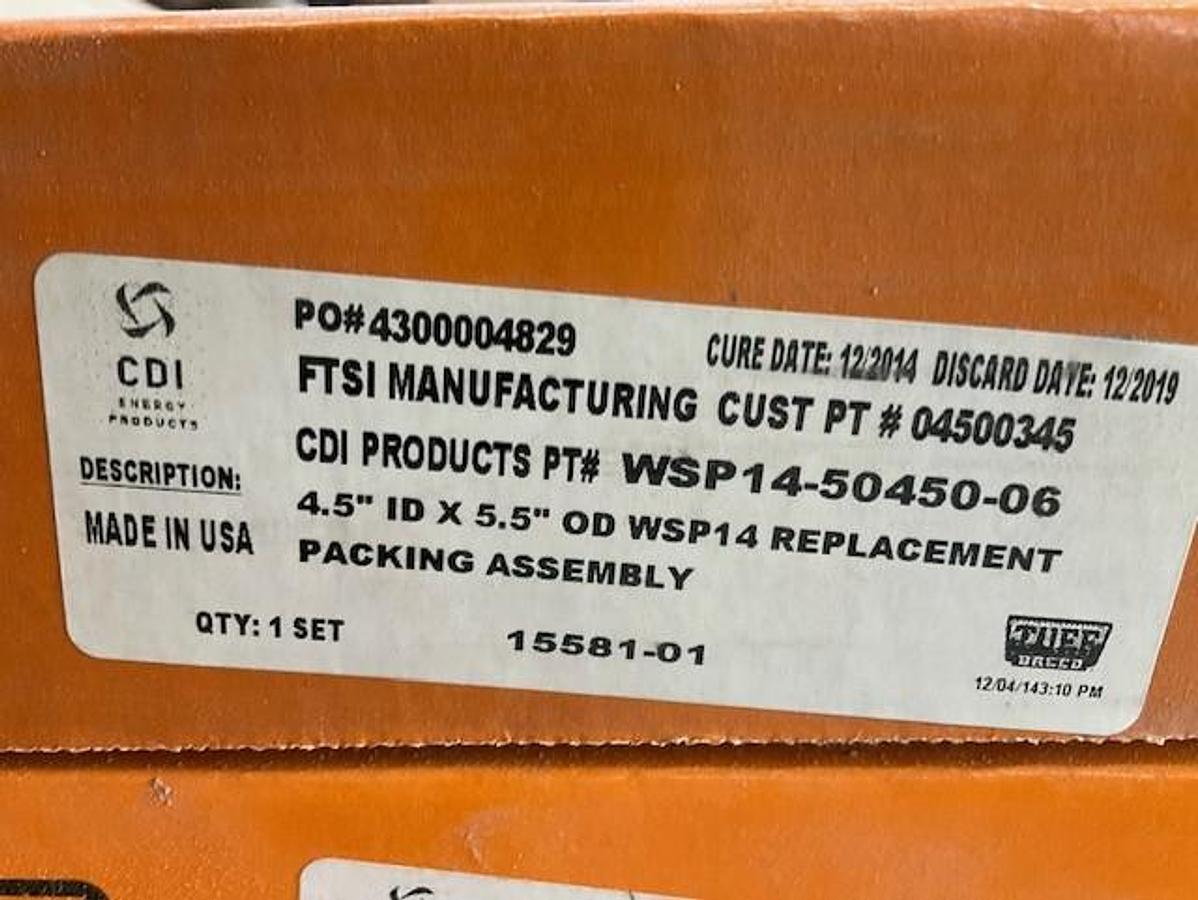 CDI
ENERGY
PRODUCTS
PO# 4300004829
CURE DATE: 12/2014 DISCARD DATE: 12/2019
FTSI MANUFACTURING CUST PT # 04500345
CDI PRODUCTS PT# WSP14-50450-06
DESCRIPTION:
4.5" ID X 5.5" OD WSP14 REPLACEMENT
MADE IN USA
PACKING ASSEMBLY
QTY: 1 SET
15581-01
TUFF
BREED
12/04/143:10 PM